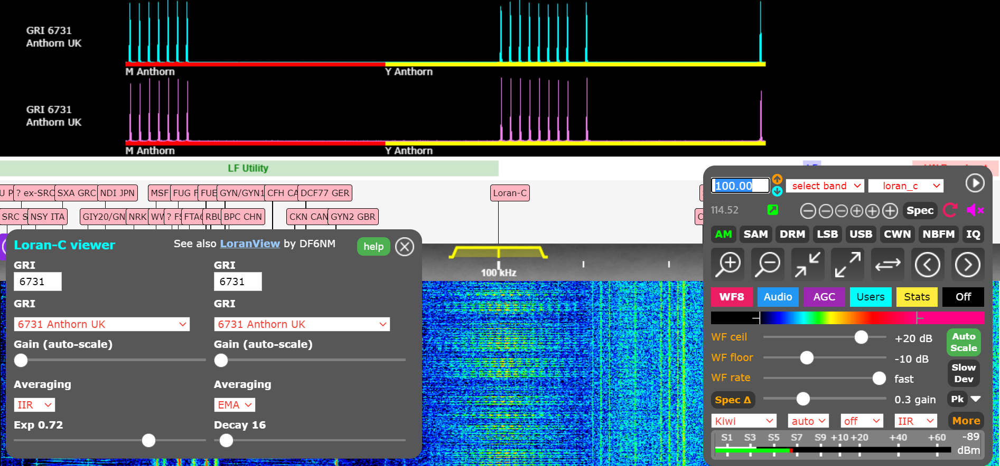 GRI 6731
Anthorn UK
M Anthorn
Y Anthorn
GRI 6731
Anthorn UK
M Anthorn
Y Anthorn
LF Utility
U P
? ex-SRC
SXA GRC
NDI JPN
MSF
FUG F
FUE
GYN/GYN1
CFH CA
DCF77 GER
Loran-C
SRC S
NSY ITA
GIY20/GN
NRK
? FS
FTA6
RBU
BPC CHN
CKN CAN
GYN2 GBR
100 kHz
Loran-C viewer
See also LoranView by DF6NM
help
GRI
GRI
6731
6731
GRI
GRI
6731 Anthorn UK
6731 Anthorn UK
Gain (auto-scale)
Gain (auto-scale)
Averaging
Averaging
IIR
EMA
Exp 0.72
Decay 16
100.00
select band
loran_c
114.52
Spec
AM
SAM
DRM
LSB
USB
CWN
NBFM
IQ
WF8
Audio
AGC
Users
Stats
Off
WF ceil
+20 dB
Auto
Scale
WF floor
-10 dB
Slow
Dev
WF rate
fast
Spec Δ
0.3 gain
Pk
Kiwi
auto
off
IIR
More
S1 S3 S5 S7 S9 +10 +20 +40 +60
-89
dBm